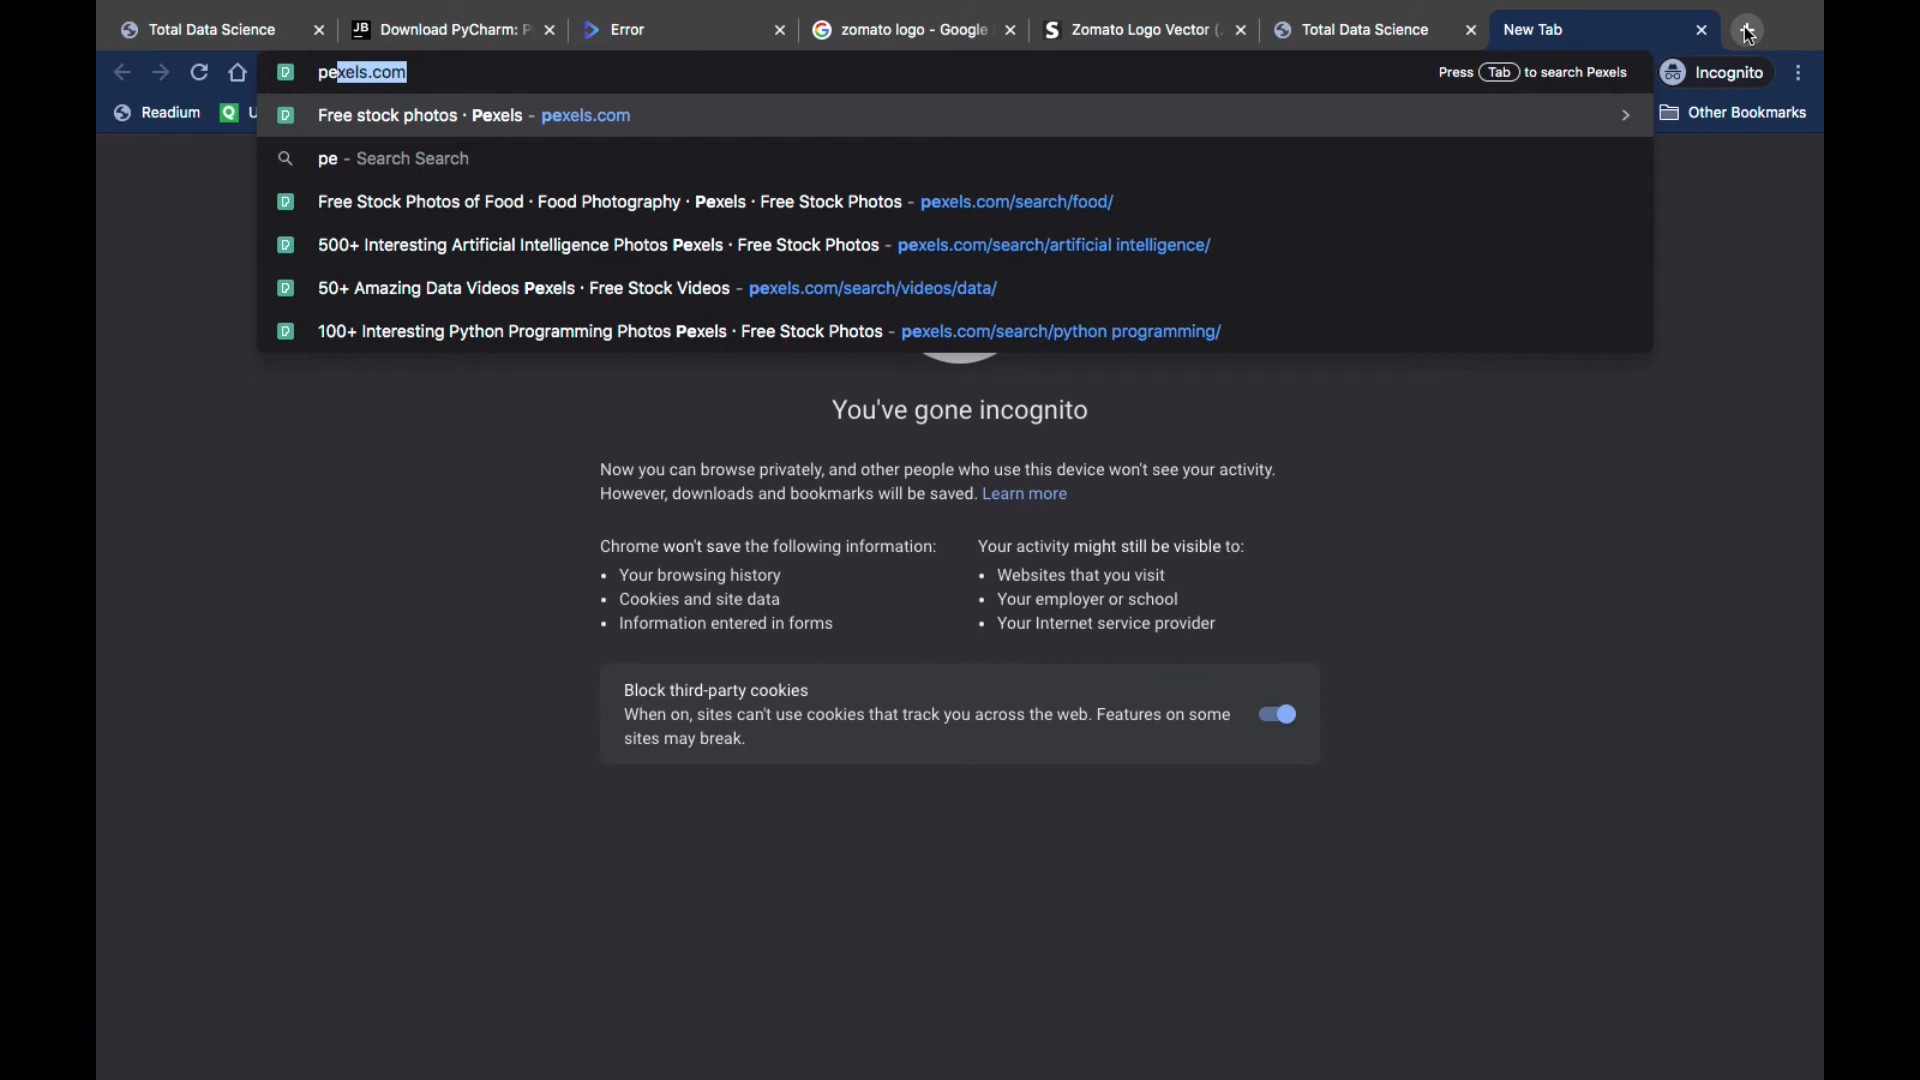 Total Data Science
Download PyCharm: P
Error
zomato logo - Google
Zomato Logo Vector (
Total Data Science
New Tab
pexels.com
Press Tab to search Pexels
Incognito
Readium
U
Other Bookmarks
Free stock photos · Pexels - pexels.com
pe - Search Search
Free Stock Photos of Food · Food Photography · Pexels · Free Stock Photos - pexels.com/search/food/
500+ Interesting Artificial Intelligence Photos Pexels · Free Stock Photos - pexels.com/search/artificial intelligence/
50+ Amazing Data Videos Pexels · Free Stock Videos - pexels.com/search/videos/data/
100+ Interesting Python Programming Photos Pexels · Free Stock Photos - pexels.com/search/python programming/
You've gone incognito
Now you can browse privately, and other people who use this device won't see your activity.
However, downloads and bookmarks will be saved. Learn more
Chrome won't save the following information:
• Your browsing history
• Cookies and site data
• Information entered in forms
Your activity might still be visible to:
• Websites that you visit
• Your employer or school
• Your Internet service provider
Block third-party cookies
When on, sites can't use cookies that track you across the web. Features on some
sites may break.